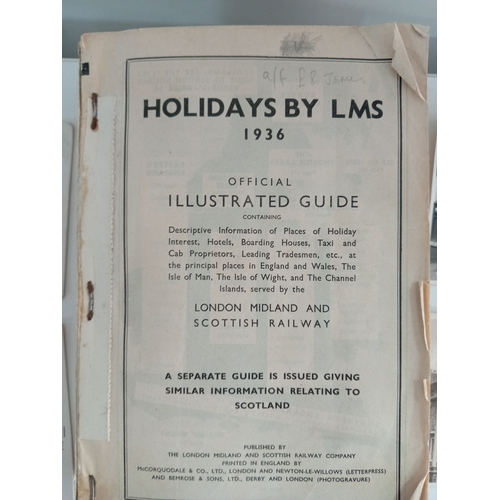 a/f £8
HOLIDAYS BY LMS
1936
OFFICIAL
ILLUSTRATED GUIDE
CONTAINING
Descriptive Information of Places of Holiday
Interest, Hotels, Boarding Houses, Taxi and
Cab Proprietors, Leading Tradesmen, etc., at
the principal places in England and Wales, The
Isle of Man, The Isle of Wight, and The Channel
Islands, served by the
LONDON MIDLAND AND
SCOTTISH RAILWAY
A SEPARATE GUIDE IS ISSUED GIVING
SIMILAR INFORMATION RELATING TO
SCOTLAND
PUBLISHED BY
THE LONDON MIDLAND AND SCOTTISH RAILWAY COMPANY
PRINTED IN ENGLAND BY
McCORQUODALE & CO., LTD., LONDON AND NEWTON-LE-WILLOWS (LETTERPRESS)
AND BEMROSE & SONS, LTD., DERBY AND LONDON (PHOTOGRAVURE)